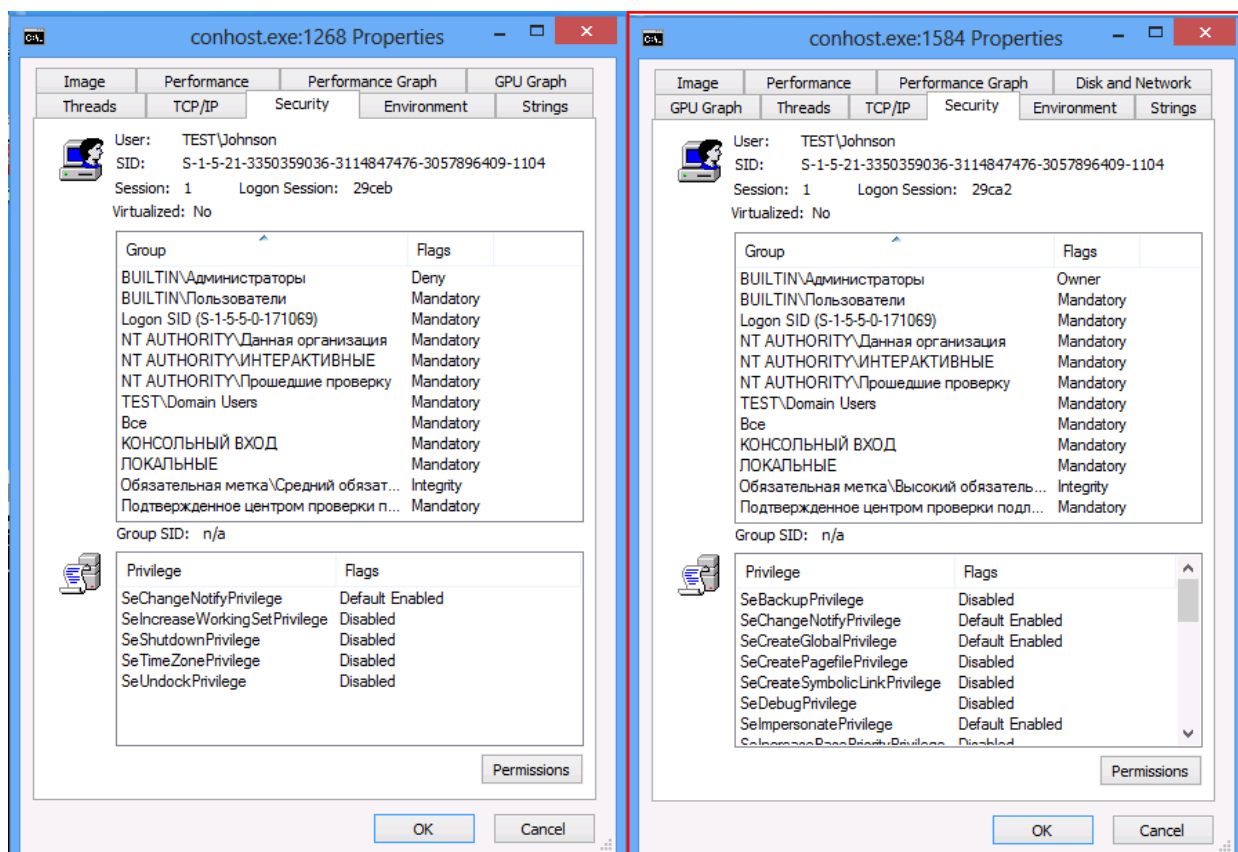 conhost.exe:1268 Properties
Image Performance Performance Graph GPU Graph
Threads TCP/IP Security Environment Strings
User: TEST\Johnson
SID: S-1-5-21-3350359036-3114847476-3057896409-1104
Session: 1 Logon Session: 29ceb
Virtualized: No
Group Flags
BUILTIN\Администраторы Deny
BUILTIN\Пользователи Mandatory
Logon SID (S-1-5-5-0-171069) Mandatory
NT AUTHORITY\Данная организация Mandatory
NT AUTHORITY\ИНТЕРАКТИВНЫЕ Mandatory
NT AUTHORITY\Прошедшие проверку Mandatory
TEST\Domain Users Mandatory
Все Mandatory
КОНСОЛЬНЫЙ ВХОД Mandatory
ЛОКАЛЬНЫЕ Mandatory
Обязательная метка\Средний обязат... Integrity
Подтвержденное центром проверки п... Mandatory
Group SID: n/a
Privilege Flags
SeChangeNotifyPrivilege Default Enabled
SeIncreaseWorkingSetPrivilege Disabled
SeShutdownPrivilege Disabled
SeTimeZonePrivilege Disabled
SeUndockPrivilege Disabled
Permissions
OK Cancel
conhost.exe:1584 Properties
Image Performance Performance Graph Disk and Network
GPU Graph Threads TCP/IP Security Environment Strings
User: TEST\Johnson
SID: S-1-5-21-3350359036-3114847476-3057896409-1104
Session: 1 Logon Session: 29ca2
Virtualized: No
Group Flags
BUILTIN\Администраторы Owner
BUILTIN\Пользователи Mandatory
Logon SID (S-1-5-5-0-171069) Mandatory
NT AUTHORITY\Данная организация Mandatory
NT AUTHORITY\ИНТЕРАКТИВНЫЕ Mandatory
NT AUTHORITY\Прошедшие проверку Mandatory
TEST\Domain Users Mandatory
Все Mandatory
КОНСОЛЬНЫЙ ВХОД Mandatory
ЛОКАЛЬНЫЕ Mandatory
Обязательная метка\Высокий обязатель... Integrity
Подтвержденное центром проверки подл... Mandatory
Group SID: n/a
Privilege Flags
SeBackupPrivilege Disabled
SeChangeNotifyPrivilege Default Enabled
SeCreateGlobalPrivilege Default Enabled
SeCreatePagefilePrivilege Disabled
SeCreateSymbolicLinkPrivilege Disabled
SeDebugPrivilege Disabled
SeImpersonatePrivilege Default Enabled
SeIncreaseBasePriorityPrivilege Disabled
Permissions
OK Cancel